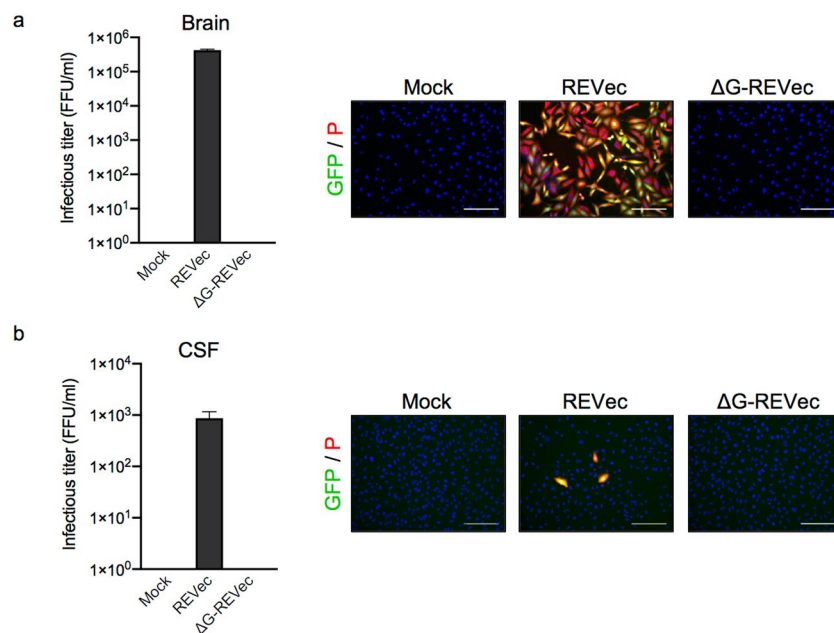 a
Brain
Infectious titer (FFU/ml)
1×10⁶
1×10⁵
1×10⁴
1×10³
1×10²
1×10¹
1×10⁰
Mock
REVec
ΔG-REVec
Mock REVec ΔG-REVec
GFP / P
b
CSF
Infectious titer (FFU/ml)
1×10⁴
1×10³
1×10²
1×10¹
1×10⁰
Mock
REVec
ΔG-REVec
Mock REVec ΔG-REVec
GFP / P